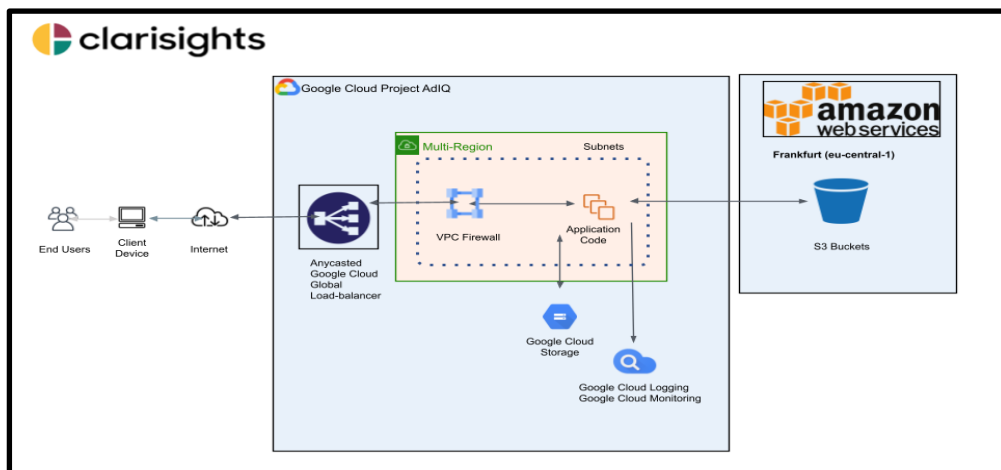 clarisights
Google Cloud Project AdIQ
amazon
webservices
Frankfurt (eu-central-1)
S3 Buckets
Multi-Region
Subnets
VPC Firewall
Application
Code
End Users
Client
Device
Internet
Anycasted
Google Cloud
Global
Load-balancer
Google Cloud
Storage
Google Cloud Logging
Google Cloud Monitoring